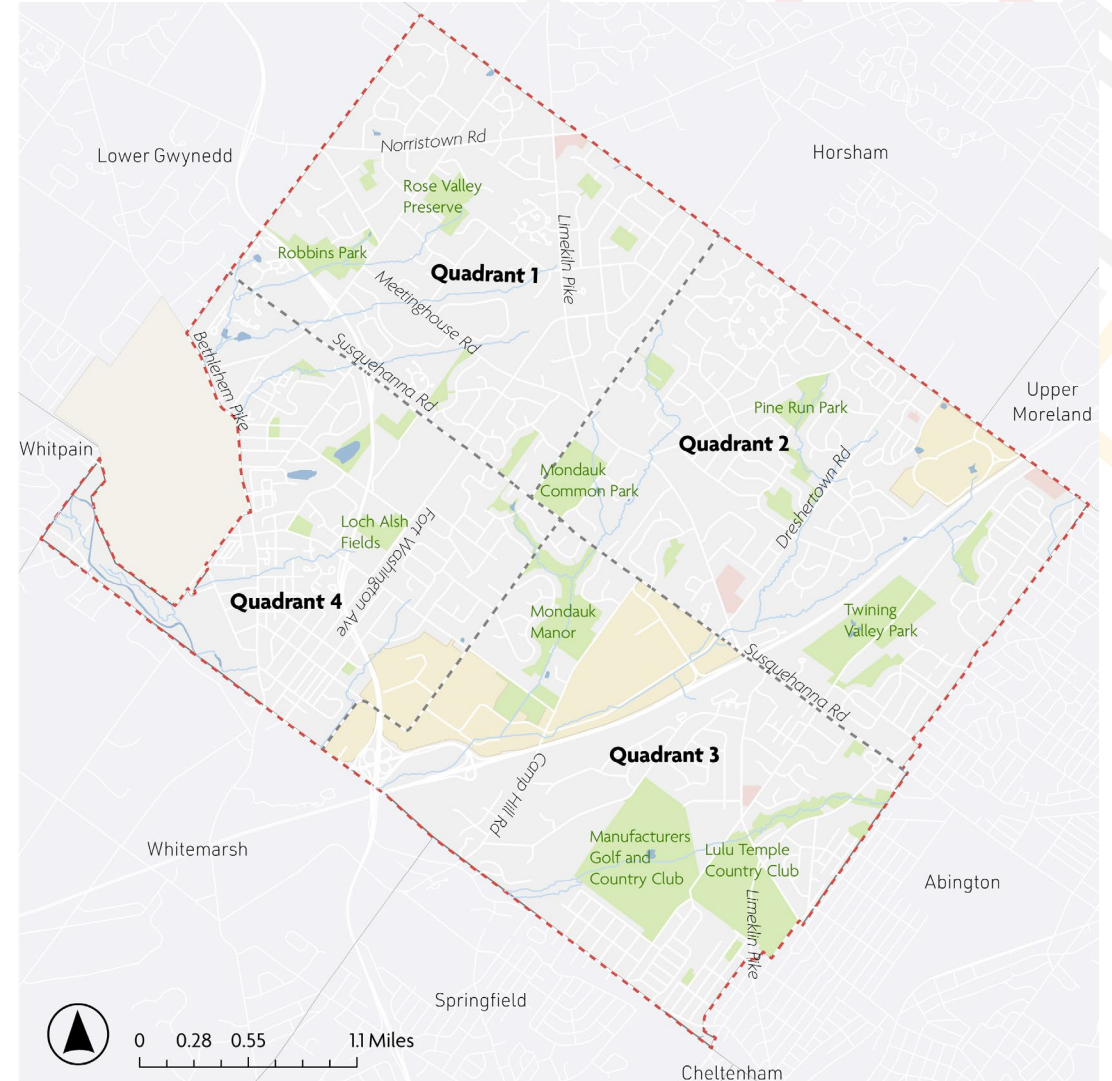 Norristown Rd
Lower Gwynedd
Horsham
Rose Valley
Preserve
Limekiln Pike
Robbins Park
Quadrant 1
Meetinghouse Rd
Susquehanna Rd
Bethlehem Pike
Upper
Moreland
Pine Run Park
Whitpain
Quadrant 2
Mondauk
Common Park
Dreshertown Rd
Loch Alsh
Fields
Fort Washington Ave
Quadrant 4
Mondauk
Manor
Twining
Valley Park
Susquehanna Rd
Quadrant 3
Camp Hill Rd
Manufacturers
Golf and
Country Club
Lulu Temple
Country Club
Whitemarsh
Abington
Limeklin Pike
Springfield
0 0.28 0.55 1.1 Miles
Cheltenham